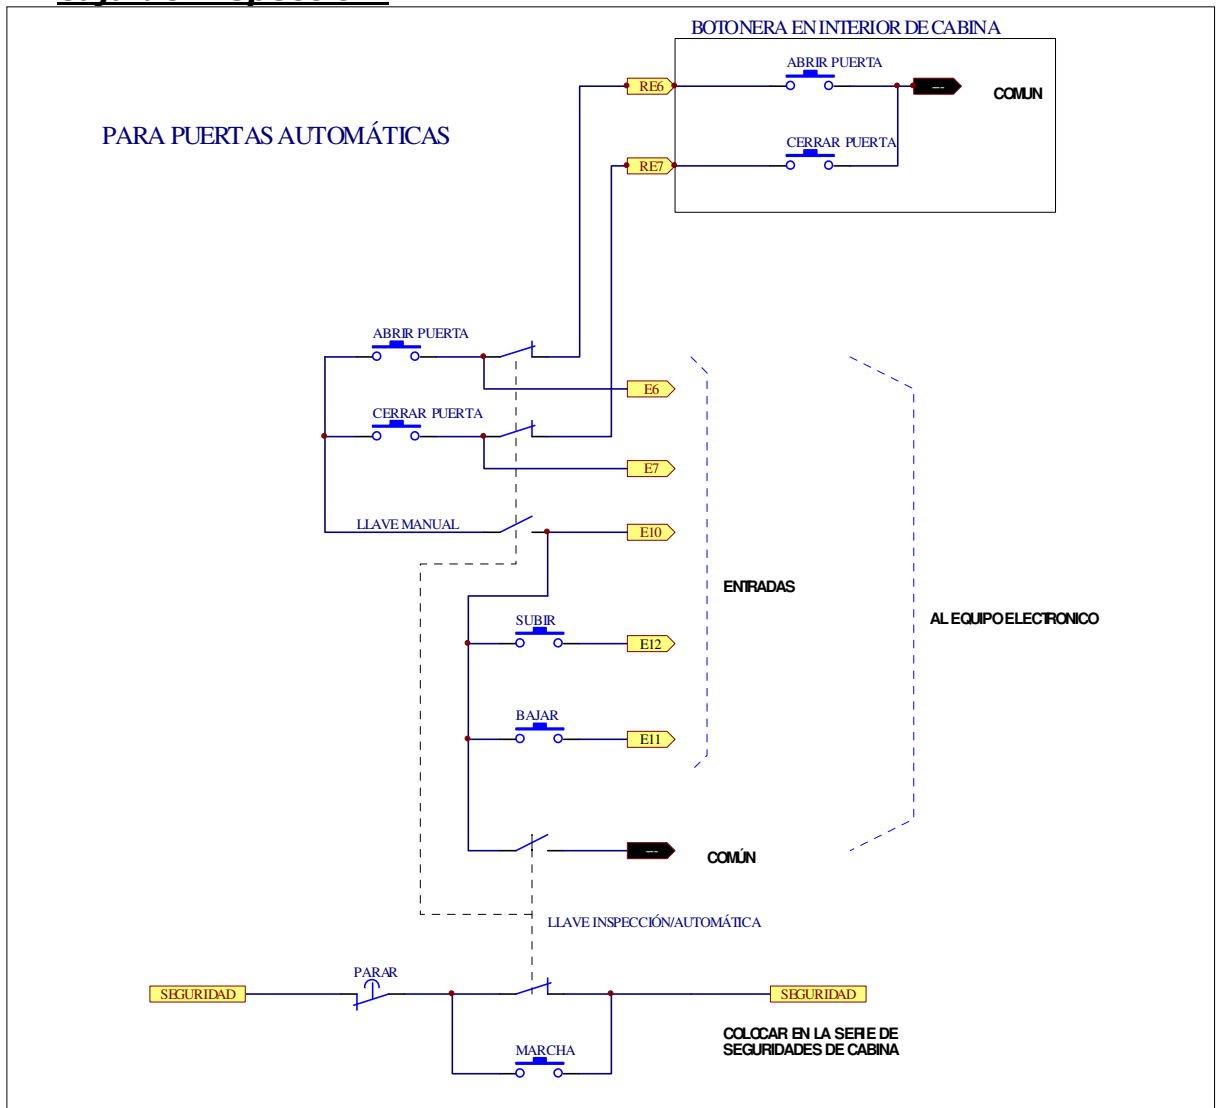 BOTONERA EN INTERIOR DE CABINA
ABRIR PUERTA
RE6
COMUN
PARA PUERTAS AUTOMÁTICAS
CERRAR PUERTA
RE7
ABRIR PUERTA
E6
CERRAR PUERTA
E7
LLAVE MANUAL
E10
ENTRADAS
SUBIR
AL EQUIPO ELECTRONICO
E12
BAJAR
E11
COMÚN
LLAVE INSPECCIÓN/AUTOMÁTICA
PARAR
SEGURIDAD
SEGURIDAD
COLOCAR EN LA SERIE DE
SEGURIDADES DE CABINA
MARCHA